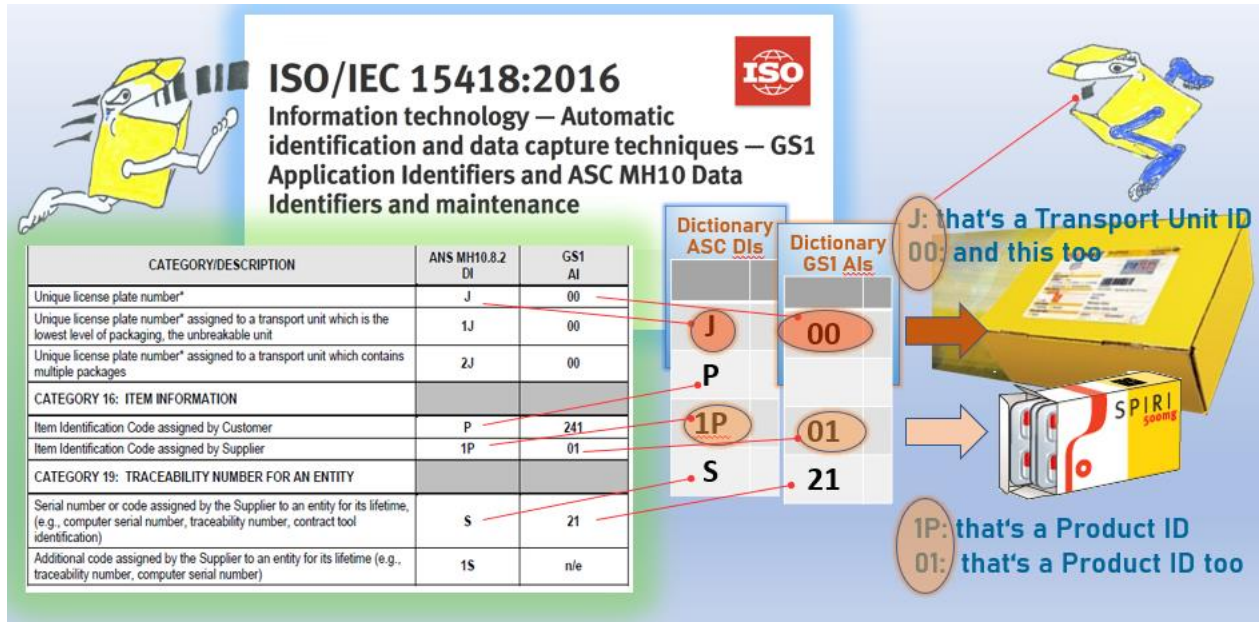 ISO/IEC 15418:2016
ISO
Information technology — Automatic
identification and data capture techniques — GS1
Application Identifiers and ASC MH10 Data
Identifiers and maintenance
CATEGORY/DESCRIPTION ANS MH10.8.2 DI GS1 AI
Unique license plate number* J 00
Unique license plate number* assigned to a transport unit which is the
lowest level of packaging, the unbreakable unit 1J 00
Unique license plate number* assigned to a transport unit which contains
multiple packages 2J 00
CATEGORY 16: ITEM INFORMATION
Item Identification Code assigned by Customer P 241
Item Identification Code assigned by Supplier 1P 01
CATEGORY 19: TRACEABILITY NUMBER FOR AN ENTITY
Serial number or code assigned by the Supplier to an entity for its lifetime,
(e.g., computer serial number, traceability number, contract tool
identification) S 21
Additional code assigned by the Supplier to an entity for its lifetime (e.g.,
traceability number, computer serial number) 1S n/e
Dictionary
ASC DIs
J
P
1P
S
Dictionary
GS1 AIs
00
01
21
J: that's a Transport Unit ID
00: and this too
SPIRI
500mg
1P: that's a Product ID
01: that's a Product ID too